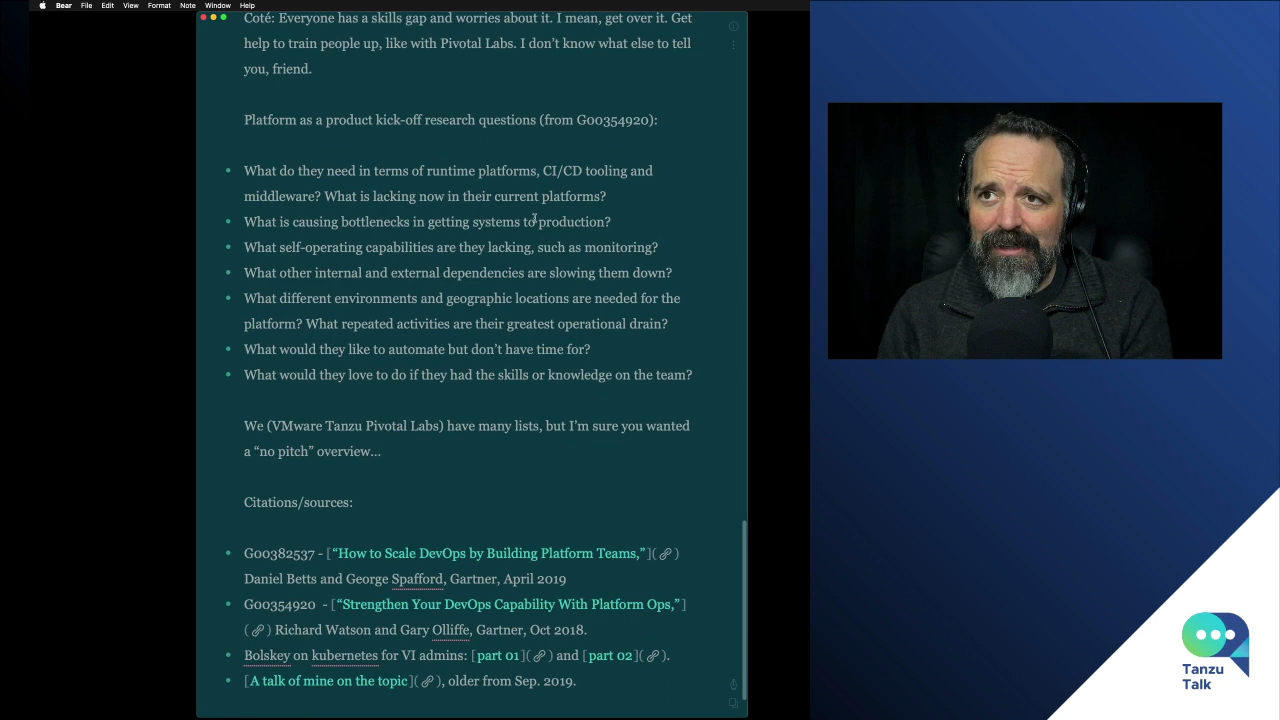 Bear File Edit View Format Note Window Help
Coté: Everyone has a skills gap and worries about it. I mean, get over it. Get
help to train people up, like with Pivotal Labs. I don’t know what else to tell
you, friend.
Platform as a product kick-off research questions (from G00354920):
• What do they need in terms of runtime platforms, CI/CD tooling and
middleware? What is lacking now in their current platforms?
• What is causing bottlenecks in getting systems to production?
• What self-operating capabilities are they lacking, such as monitoring?
• What other internal and external dependencies are slowing them down?
• What different environments and geographic locations are needed for the
platform? What repeated activities are their greatest operational drain?
• What would they like to automate but don’t have time for?
• What would they love to do if they had the skills or knowledge on the team?
We (VMware Tanzu Pivotal Labs) have many lists, but I’m sure you wanted
a “no pitch” overview…
Citations/sources:
• G00382537 - [“How to Scale DevOps by Building Platform Teams,”]()
Daniel Betts and George Spafford, Gartner, April 2019
• G00354920 - [“Strengthen Your DevOps Capability With Platform Ops,”]
() Richard Watson and Gary Olliffe, Gartner, Oct 2018.
• Bolskey on kubernetes for VI admins: [part 01]() and [part 02]().
• [A talk of mine on the topic](), older from Sep. 2019.
Tanzu
Talk